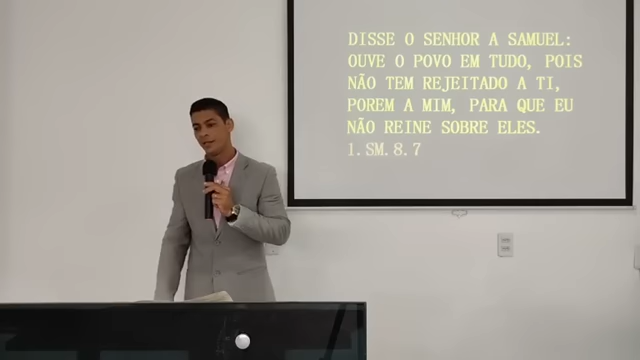 DISSE O SENHOR A SAMUEL:
OUVE O POVO EM TUDO, POIS
NÃO TEM REJEITADO A TI,
POREM A MIM, PARA QUE EU
NÃO REINE SOBRE ELES.
1.SM.8.7